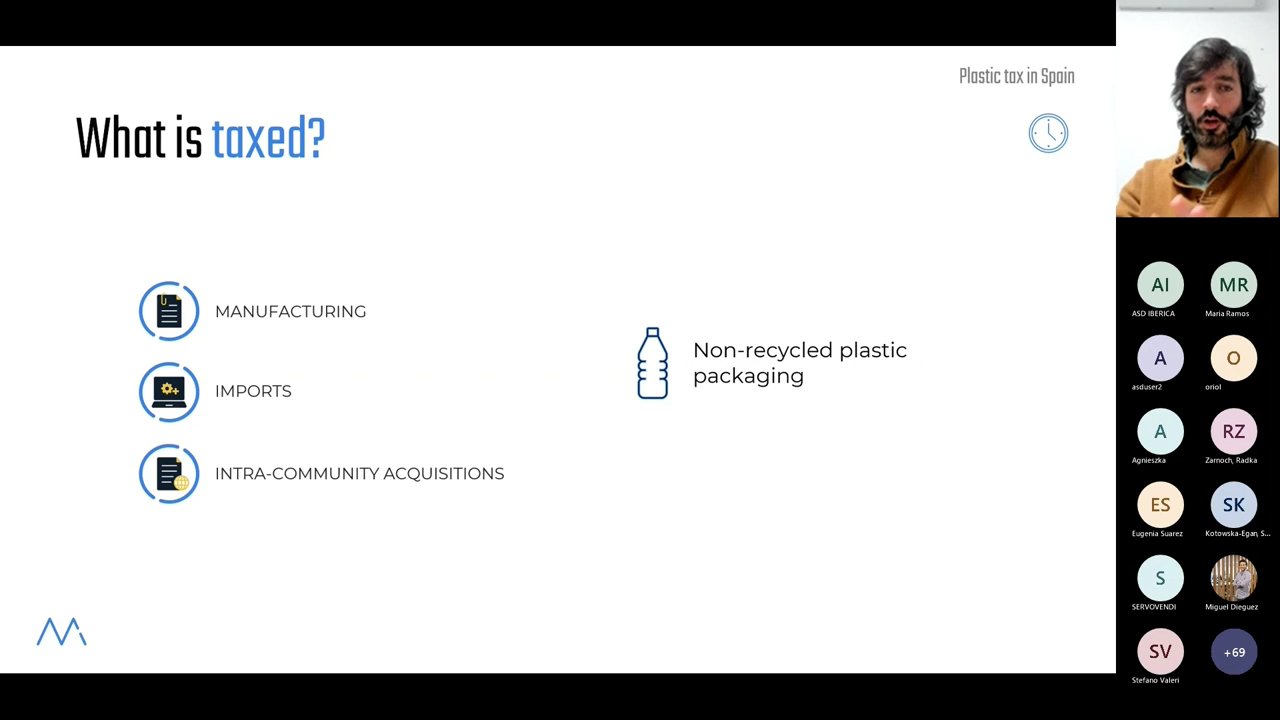 Plastic tax in Spain
What is taxed?
MANUFACTURING
IMPORTS
INTRA-COMMUNITY ACQUISITIONS
Non-recycled plastic
packaging
AI
MR
ASD IBERICA
Maria Ramos
A
O
asduser2
oriol
A
RZ
Agnieszka
Zarnoch, Radka
ES
SK
Eugenia Suarez
Kotowska-Egan, S...
S
SERVOVENDI
Miguel Dieguez
SV
+69
Stefano Valeri